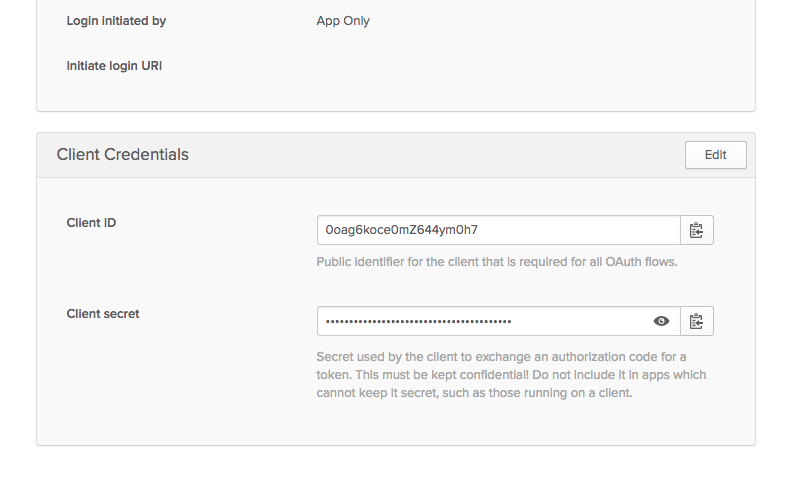 Login initiated by App Only
Initiate login URI
Client Credentials Edit
Client ID 0oag6koce0mZ644ym0h7
Public identifier for the client that is required for all OAuth flows.
Client secret ••••••••••••••••••••••••••••••••••••••••
Secret used by the client to exchange an authorization code for a
token. This must be kept confidential! Do not include it in apps which
cannot keep it secret, such as those running on a client.